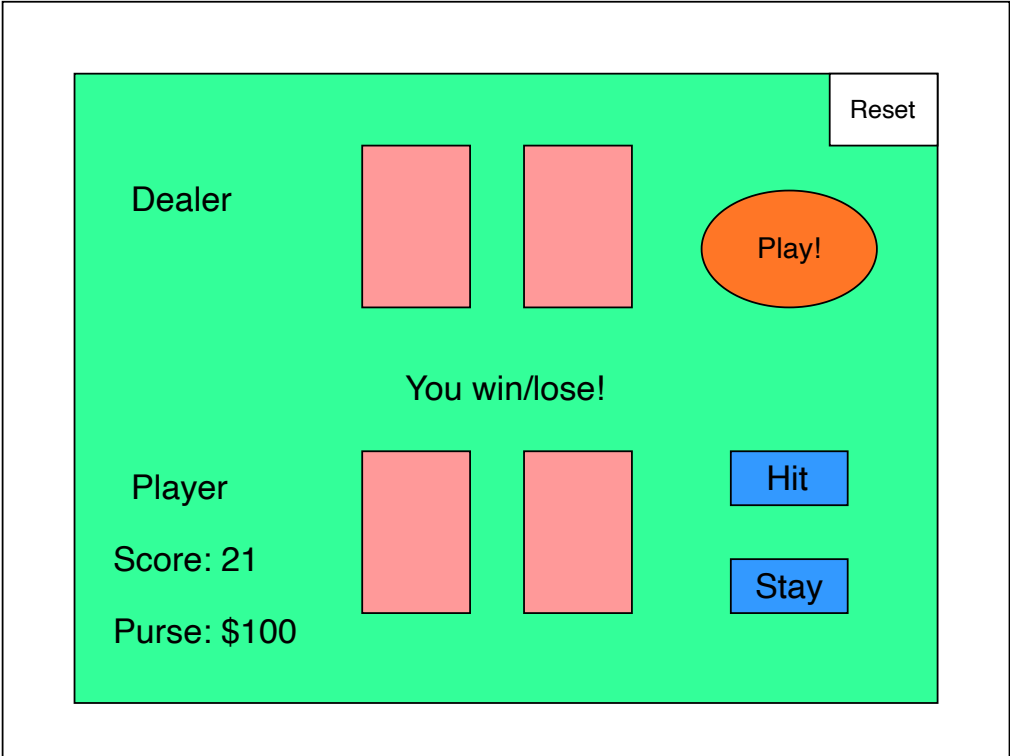 Reset
Dealer
Play!
You win/lose!
Player
Hit
Score: 21
Stay
Purse: $100